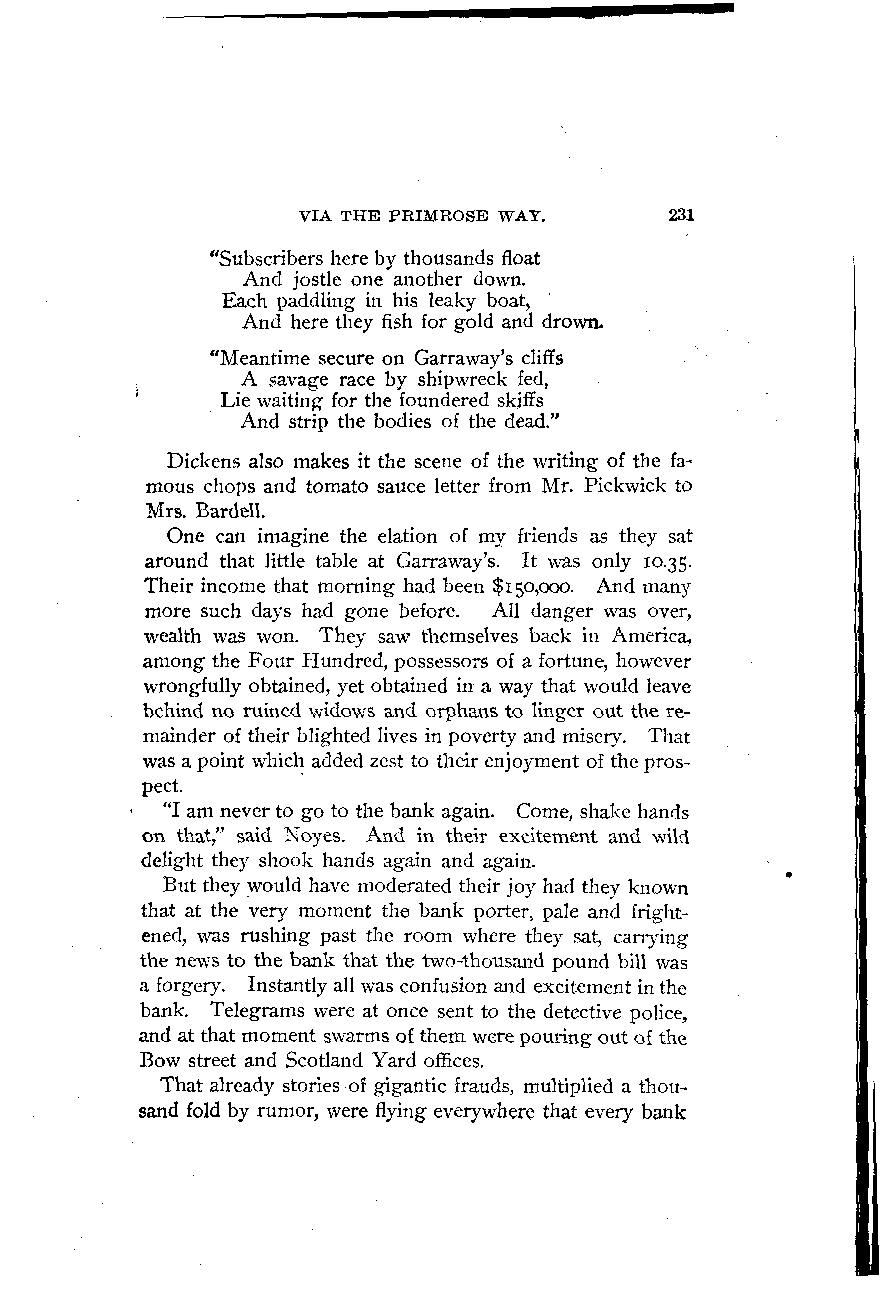 VIA THE PRIMROSE WAY. 231
"Subscribers here by thousands float
And jostle one another down.
Each paddling in his leaky boat,
And here they fish for gold and drown.
"Meantime secure on Garraway's cliffs
A savage race by shipwreck fed,
Lie waiting for the foundered skiffs
And strip the bodies of the dead."
Dickens also makes it the scene of the writing of the fa-
mous chops and tomato sauce letter from Mr. Pickwick to
Mrs. Bardell.
One can imagine the elation of my friends as they sat
around that little table at Garraway's. It was only 10.35.
Their income that morning had been $150,000. And many
more such days had gone before. All danger was over,
wealth was won. They saw themselves back in America,
among the Four Hundred, possessors of a fortune, however
wrongfully obtained, yet obtained in a way that would leave
behind no ruined widows and orphans to linger out the re-
mainder of their blighted lives in poverty and misery. That
was a point which added zest to their enjoyment of the pros-
pect.
"I am never to go to the bank again. Come, shake hands
on that," said Noyes. And in their excitement and wild
delight they shook hands again and again.
But they would have moderated their joy had they known
that at the very moment the bank porter, pale and fright-
ened, was rushing past the room where they sat, carrying
the news to the bank that the two-thousand pound bill was
a forgery. Instantly all was confusion and excitement in the
bank. Telegrams were at once sent to the detective police,
and at that moment swarms of them were pouring out of the
Bow street and Scotland Yard offices.
That already stories of gigantic frauds, multiplied a thou-
sand fold by rumor, were flying everywhere that every bank